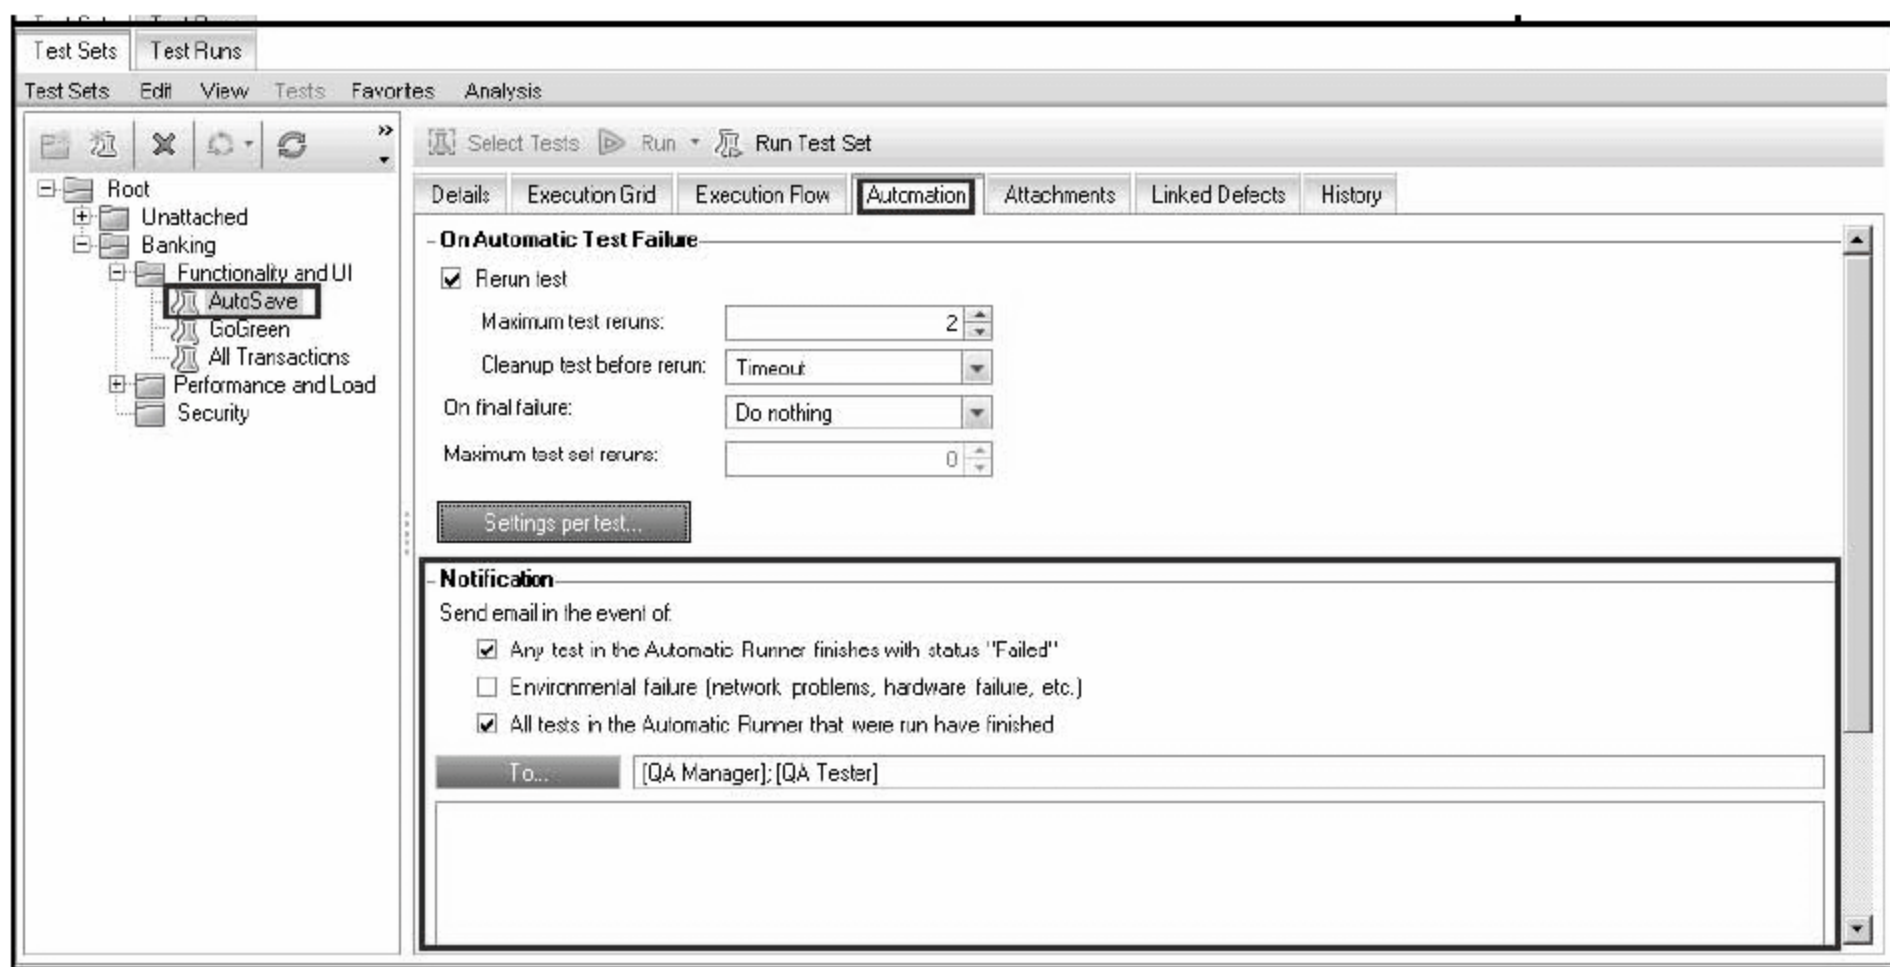 Test Sets Test Runs
Test Sets Edit View Tests Favorites Analysis
Select Tests Run Run Test Set
Root
Unattached
Banking
Functionality and UI
AutoSave
GoGreen
All Transactions
Performance and Load
Security
Details Execution Grid Execution Flow Automation Attachments Linked Defects History
On Automatic Test Failure
Rerun test
Maximum test reruns: 2
Cleanup test before rerun: Timeout
On final failure: Do nothing
Maximum test set reruns: 0
Settings per test...
Notification
Send email in the event of:
Any test in the Automatic Runner finishes with status "Failed"
Environmental failure (network problems, hardware failure, etc.)
All tests in the Automatic Runner that were run have finished
To... [QA Manager];[QA Tester]